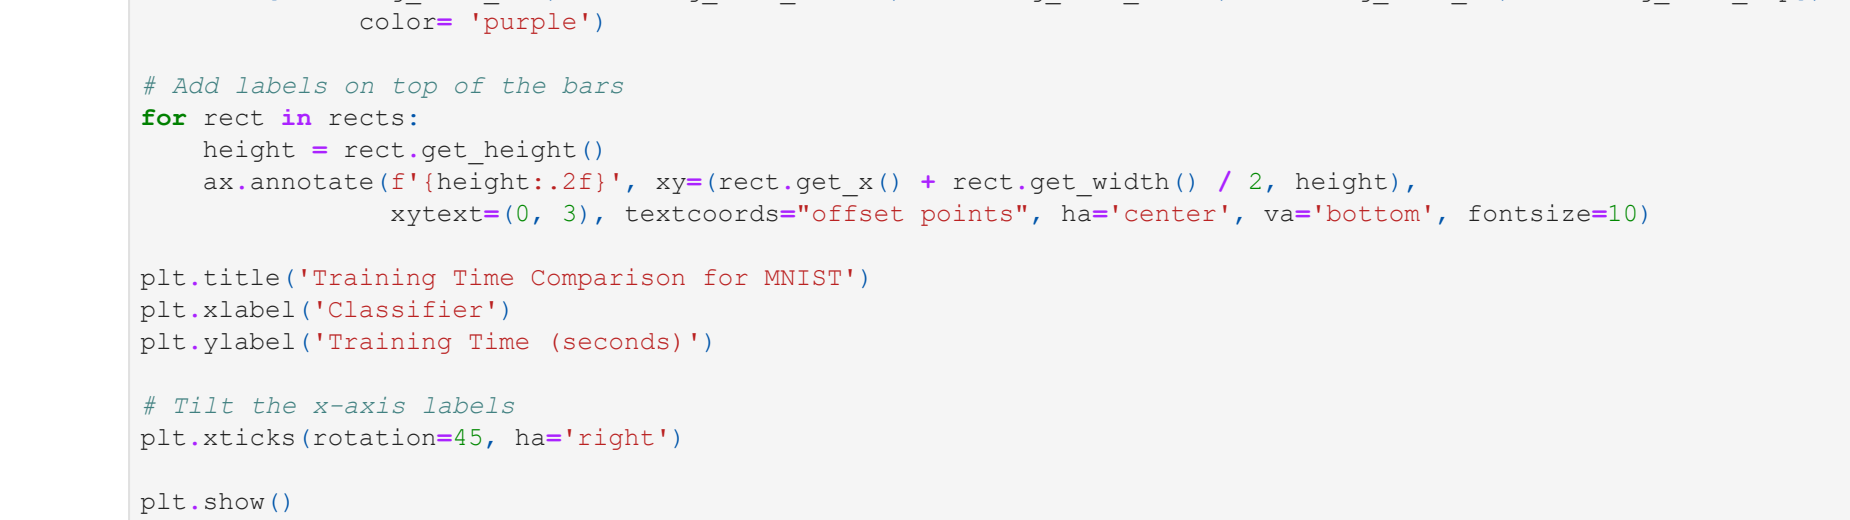 color= 'purple')
# Add labels on top of the bars
for rect in rects:
    height = rect.get_height()
    ax.annotate(f'{height:.2f}', xy=(rect.get_x() + rect.get_width() / 2, height),
                xytext=(0, 3), textcoords="offset points", ha='center', va='bottom', fontsize=10)
plt.title('Training Time Comparison for MNIST')
plt.xlabel('Classifier')
plt.ylabel('Training Time (seconds)')
# Tilt the x-axis labels
plt.xticks(rotation=45, ha='right')
plt.show()